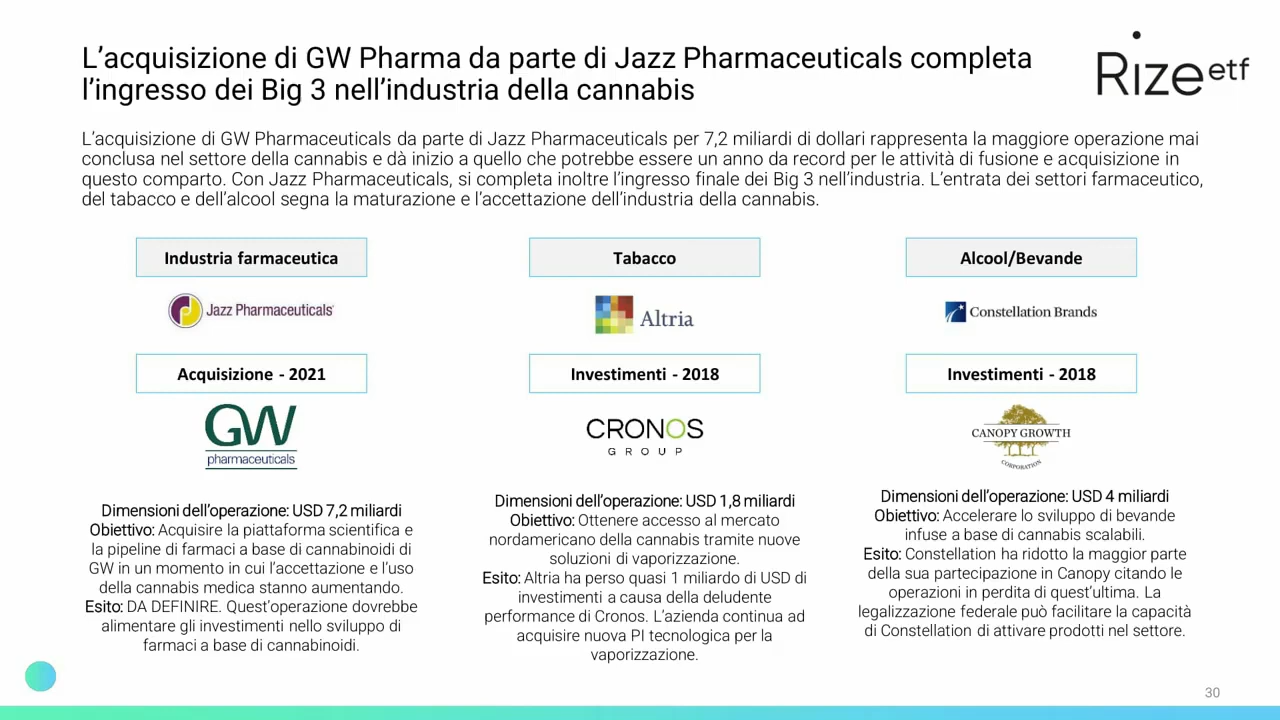 L'acquisizione di GW Pharma da parte di Jazz Pharmaceuticals completa
l'ingresso dei Big 3 nell'industria della cannabis
Rize etf
L'acquisizione di GW Pharmaceuticals da parte di Jazz Pharmaceuticals per 7,2 miliardi di dollari rappresenta la maggiore operazione mai
conclusa nel settore della cannabis e dà inizio a quello che potrebbe essere un anno da record per le attività di fusione e acquisizione in
questo comparto. Con Jazz Pharmaceuticals, si completa inoltre l'ingresso finale dei Big 3 nell'industria. L'entrata dei settori farmaceutico,
del tabacco e dell'alcool segna la maturazione e l'accettazione dell'industria della cannabis.
Industria farmaceutica
Jazz Pharmaceuticals
Acquisizione - 2021
GW
pharmaceuticals
Dimensioni dell'operazione: USD 7,2 miliardi
Obiettivo: Acquisire la piattaforma scientifica e
la pipeline di farmaci a base di cannabinoidi di
GW in un momento in cui l'accettazione e l'uso
della cannabis medica stanno aumentando.
Esito: DA DEFINIRE. Quest'operazione dovrebbe
alimentare gli investimenti nello sviluppo di
farmaci a base di cannabinoidi.
Tabacco
Altria
Investimenti - 2018
CRONOS
GROUP
Dimensioni dell'operazione: USD 1,8 miliardi
Obiettivo: Ottenere accesso al mercato
nordamericano della cannabis tramite nuove
soluzioni di vaporizzazione.
Esito: Altria ha perso quasi 1 miliardo di USD di
investimenti a causa della deludente
performance di Cronos. L'azienda continua ad
acquisire nuova PI tecnologica per la
vaporizzazione.
Alcool/Bevande
Constellation Brands
Investimenti - 2018
CANOPY GROWTH
CORPORATION
Dimensioni dell'operazione: USD 4 miliardi
Obiettivo: Accelerare lo sviluppo di bevande
infuse a base di cannabis scalabili.
Esito: Constellation ha ridotto la maggior parte
della sua partecipazione in Canopy citando le
operazioni in perdita di quest'ultima. La
legalizzazione federale può facilitare la capacità
di Constellation di attivare prodotti nel settore.
30